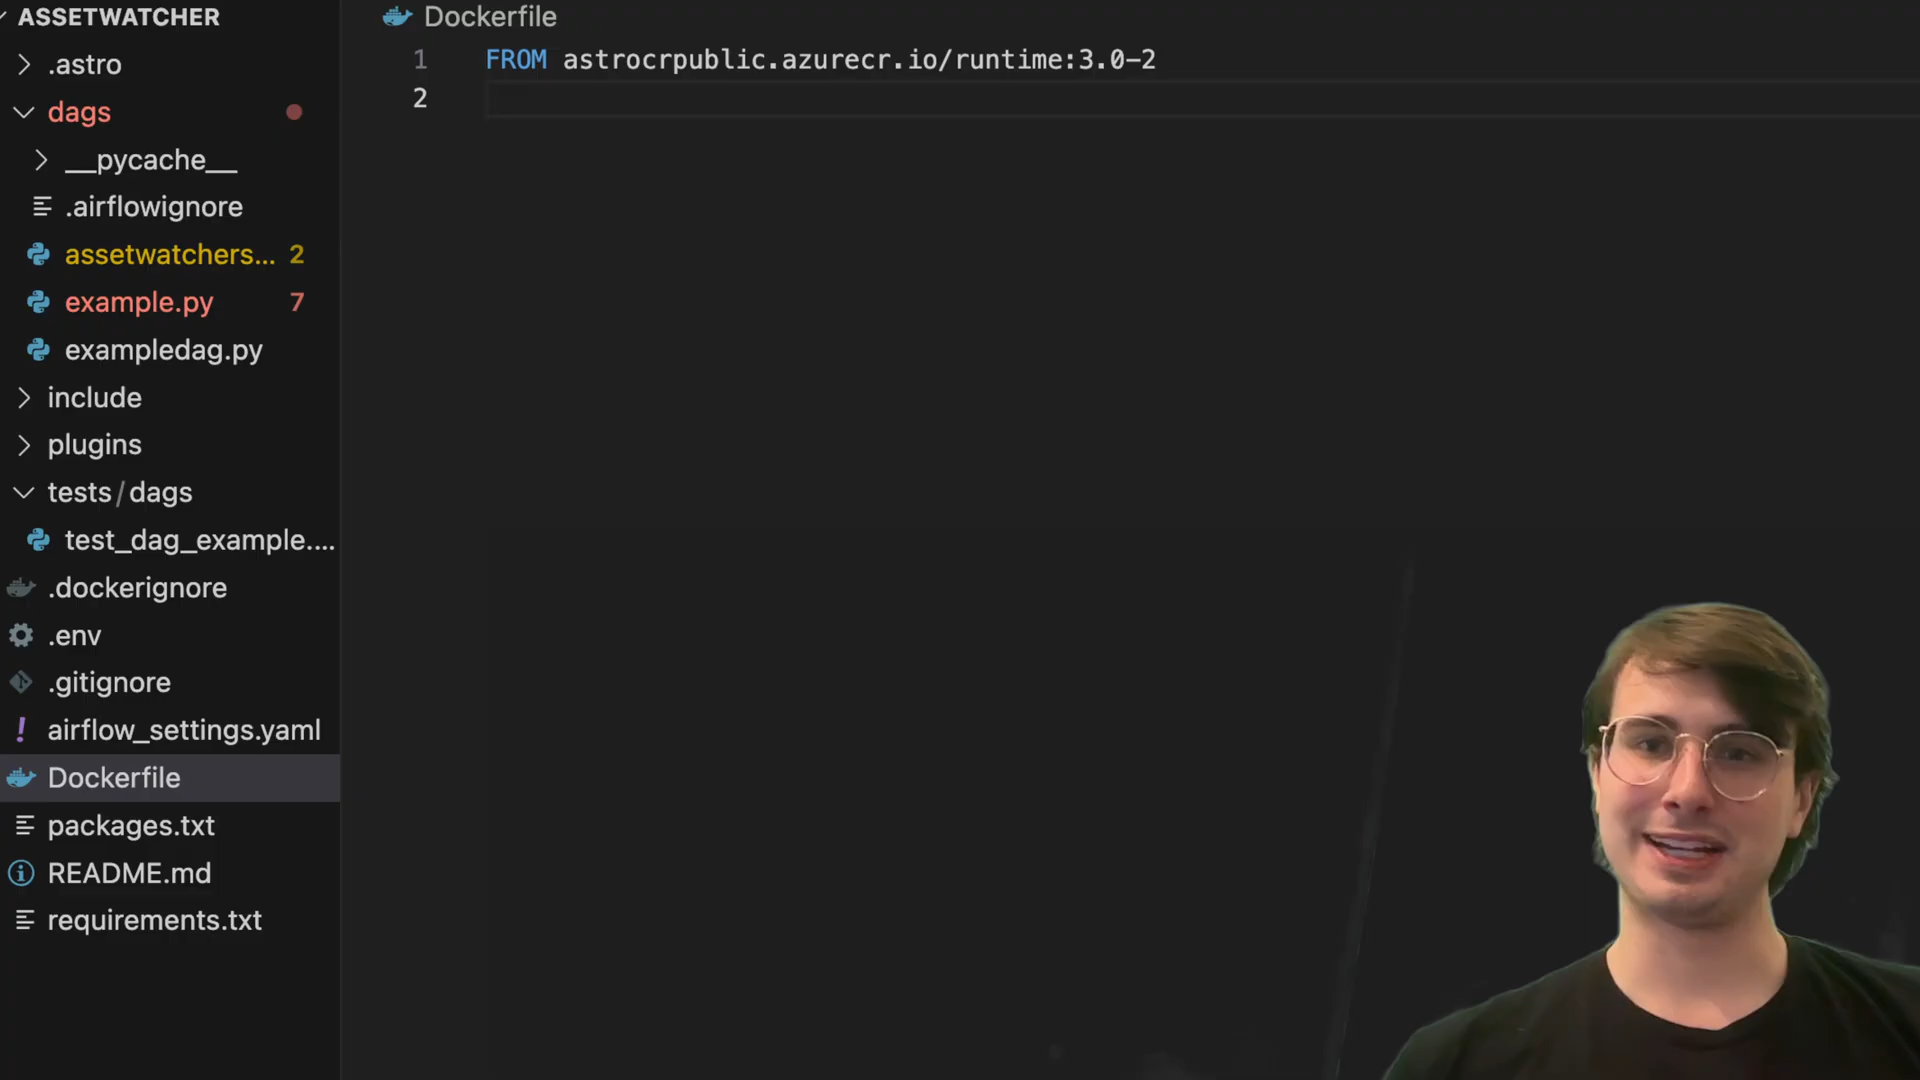 ASSETWATCHER
.astro
dags
__pycache__
.airflowignore
assetwatchers... 2
example.py 7
exampledag.py
include
plugins
tests/dags
test_dag_example....
.dockerignore
.env
.gitignore
! airflow_settings.yaml
Dockerfile
packages.txt
README.md
requirements.txt
Dockerfile
1 FROM astrocrpublic.azurecr.io/runtime:3.0-2
2